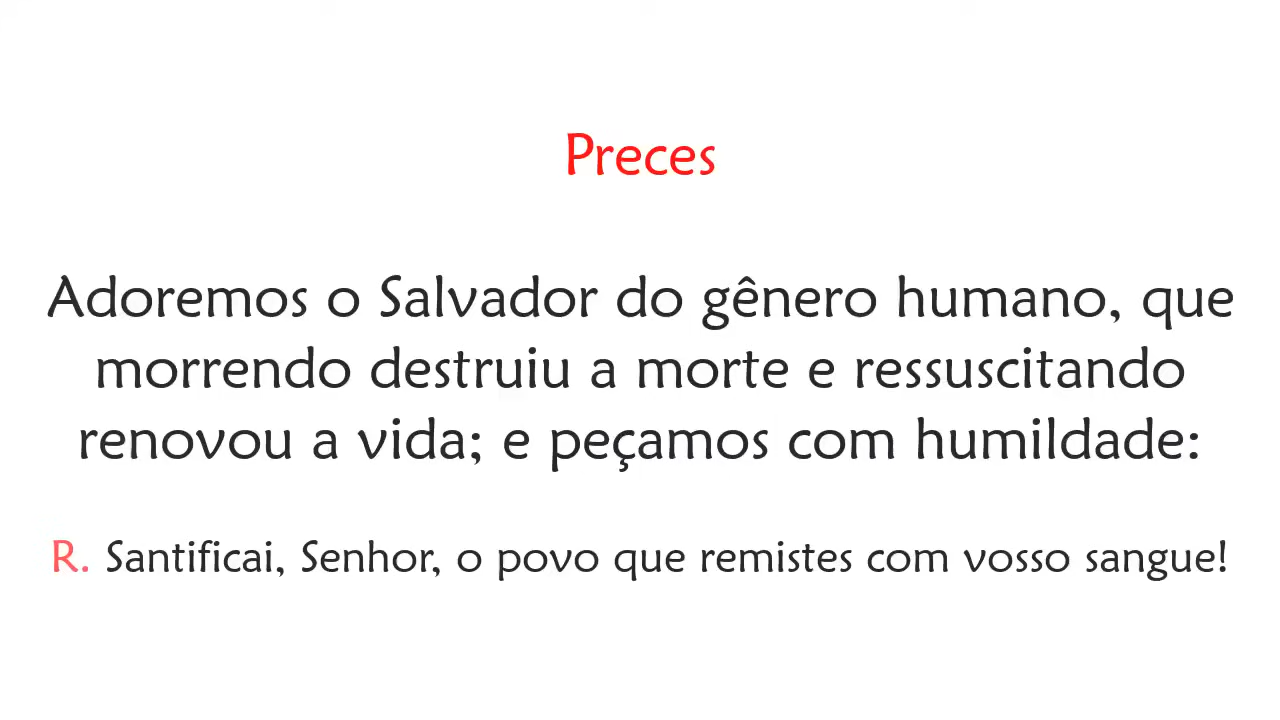 Preces
Adoremos o Salvador do gênero humano, que
morrendo destruiu a morte e ressuscitando
renovou a vida; e peçamos com humildade:
R. Santificai, Senhor, o povo que remistes com vosso sangue!